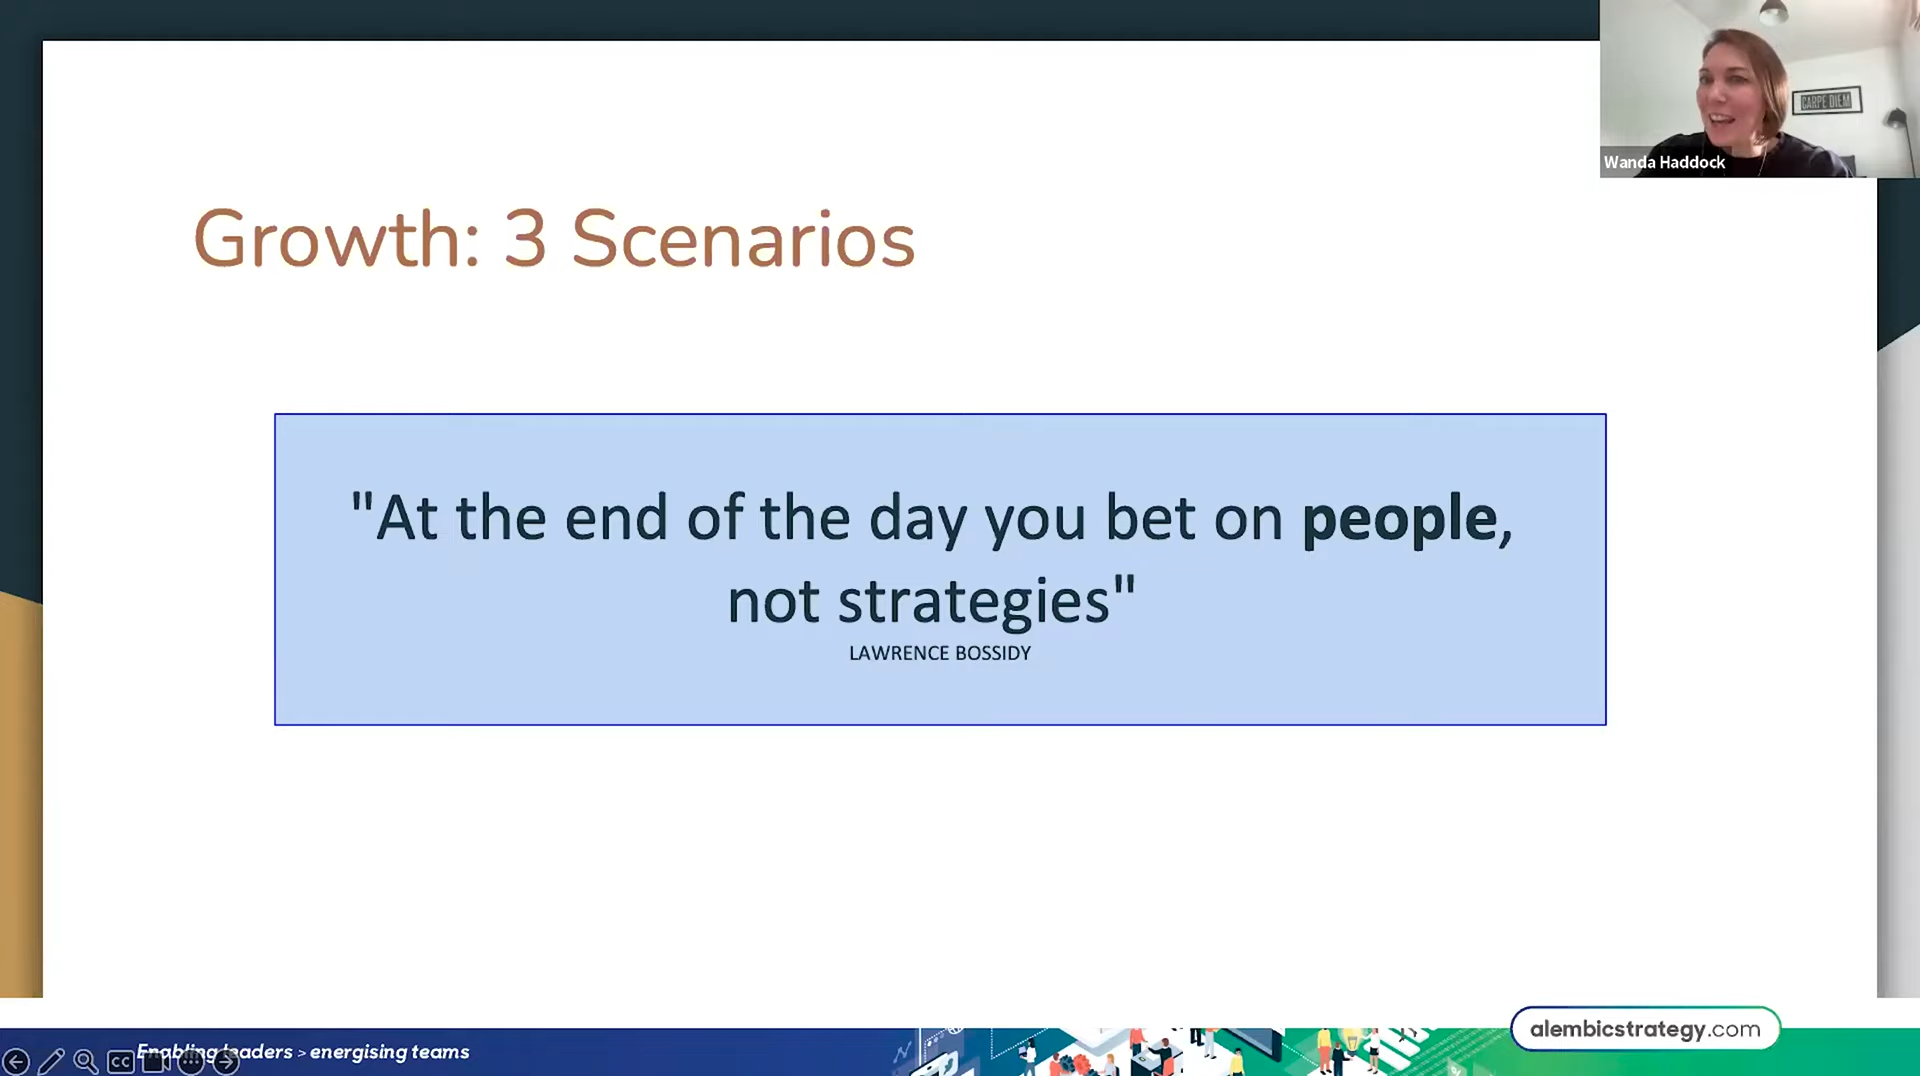 CARPE DIEM
Wanda Haddock
Growth: 3 Scenarios
"At the end of the day you bet on people,
not strategies"
LAWRENCE BOSSIDY
alembicstrategy.com
Enabling leaders > energising teams
CC